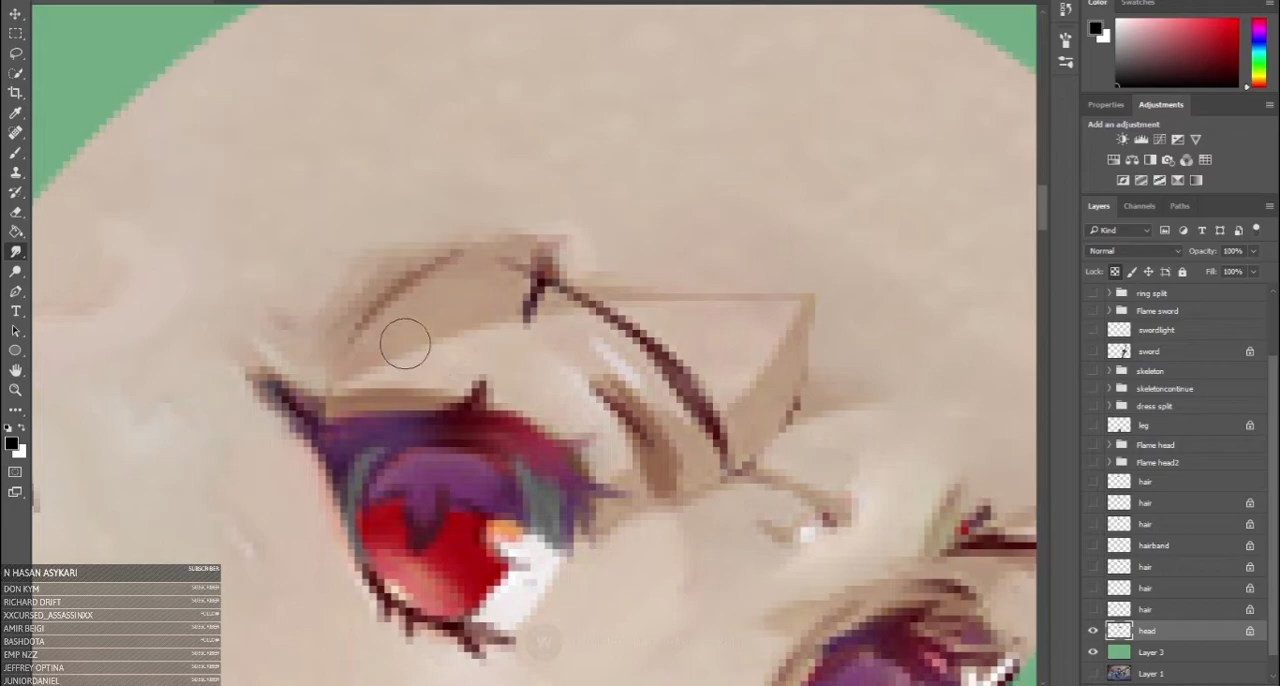 Color
Swatches
Properties
Adjustments
Add an adjustment
Layers
Channels
Paths
Kind
Normal
Opacity: 100%
Lock:
Fill: 100%
ring split
Flame sword
swordlight
sword
skeleton
skeletoncontinue
dress split
leg
Flame head
Flame head2
hair
hair
hair
hairband
hair
hair
hair
head
Layer 3
Layer 1
N HASAN ASYKARI
SUBSCRIBER
DON KYM
RICHARD DRIFT
XXCURSED_ASSASSINXX
AMIR BEIGI
BASHDOTA
EMP NZZ
JEFFREY OPTINA
JUNIORDANIEL
W